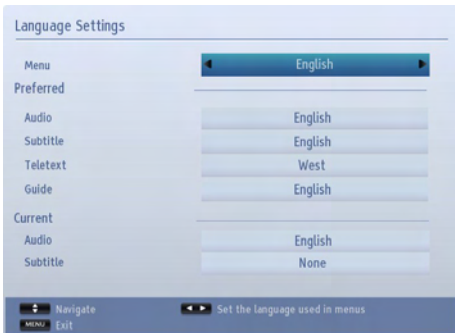 Language Settings
Menu English
Preferred
Audio English
Subtitle English
Teletext West
Guide English
Current
Audio English
Subtitle None
Navigate Set the language used in menus
MENU Exit